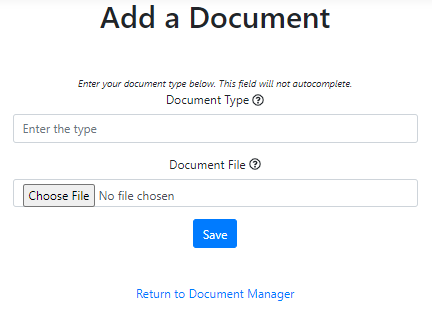 Add a Document
Enter your document type below. This field will not autocomplete.
Document Type
Enter the type
Document File
Choose File No file chosen
Save
Return to Document Manager